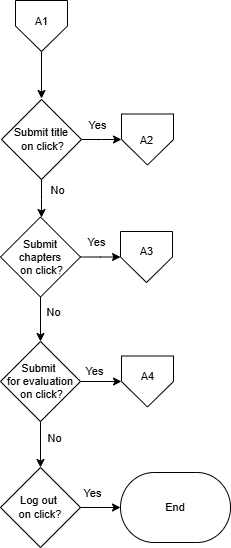 A1
Submit title
on click?
Yes
A2
No
Submit
chapters
on click?
Yes
A3
No
Submit
for evaluation
on click?
Yes
A4
No
Log out
on click?
Yes
End